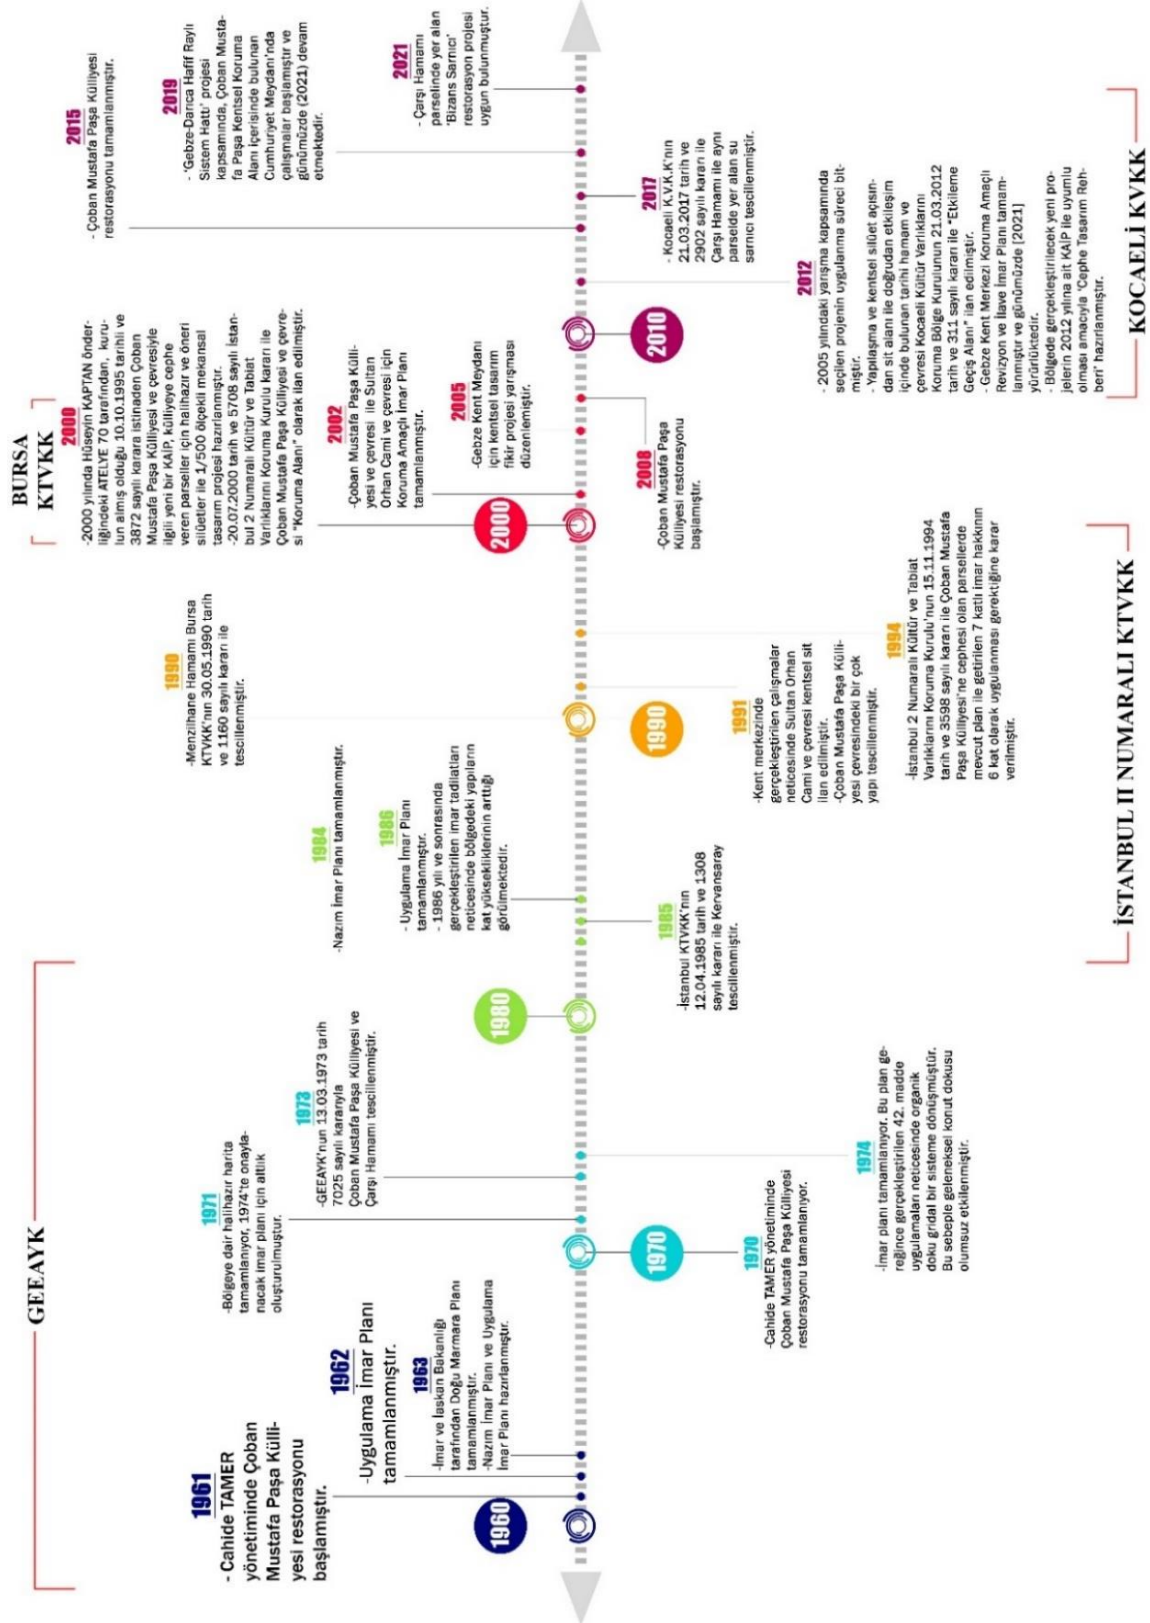 GEEAYK
BURSA
KTVKK
1961
- Cahide TAMER
yönetiminde Çoban
Mustafa Paşa Külli-
yesi restorasyonu
başlamıştır.
1962
-Uygulama İmar Planı
tamamlanmıştır.
1963
-İmar ve İaskan Bakanlığı
tarafından Doğu Marmara Planı
tamamlanmıştır.
-Nazım İmar Planı ve Uygulama
İmar Planı hazırlanmıştır.
1960
1971
-Bölgeye dair halihazır harita
tamamlanıyor, 1974'te onayla-
nacak imar planı için altlık
oluşturulmuştur.
1973
-GEEAYK'nun 13.03.1973 tarih
7025 sayılı kararıyla
Çoban Mustafa Paşa Külliyesi ve
Çarşı Hamamı tescillenmiştir.
1970
1970
-Cahide TAMER yönetiminde
Çoban Mustafa Paşa Külliyesi
restorasyonu tamamlanıyor.
1974
-İmar planı tamamlanıyor. Bu plan ge-
reğince gerçekleştirilen 42. madde
uygulamaları neticesinde organik
doku gridal bir sisteme dönüşmüştür.
Bu sebeple geleneksel konut dokusu
olumsuz etkilenmiştir.
1980
1984
-Nazım İmar Planı tamamlanmıştır.
1986
- Uygulama İmar Planı
tamamlanmıştır.
- 1986 yılı ve sonrasında
gerçekleştirilen imar tadilatları
neticesinde bölgedeki yapıların
kat yüksekliklerinin arttığı
görülmektedir.
1985
-İstanbul KTVKK'nın
12.04.1985 tarih ve 1308
sayılı kararı ile Kervansaray
tescillenmiştir.
1990
-Menzilhane Hamamı Bursa
KTVKK'nın 30.05.1990 tarih
ve 1160 sayılı kararı ile
tescillenmiştir.
1990
1991
-Kent merkezinde
gerçekleştirilen çalışmalar
neticesinde Sultan Orhan
Cami ve çevresi kentsel sit
ilan edilmiştir.
-Çoban Mustafa Paşa Külli-
yesi çevresindeki bir çok
yapı tescillenmiştir.
1994
-İstanbul 2 Numaralı Kültür ve Tabiat
Varlıklarını Koruma Kurulu'nun 15.11.1994
tarih ve 3598 sayılı kararı ile Çoban Mustafa
Paşa Külliyesi'ne cephesi olan parsellerde
mevcut plan ile getirilen 7 katlı imar hakkının
6 kat olarak uygulanması gerektiğine karar
verilmiştir.
2000
-2000 yılında Hüseyin KAPTAN önder-
liğindeki ATELYE 70 tarafından, kuru-
lun almış olduğu 10.10.1995 tarihli ve
3872 sayılı karara istinaden Çoban
Mustafa Paşa Külliyesi ve çevresiyle
ilgili yeni bir KAİP, külliyeye cephe
veren parseller için halihazır ve öneri
silüetler ile 1/500 ölçekli mekansal
tasarım projesi hazırlanmıştır.
-20.07.2000 tarih ve 5708 sayılı İstan-
bul 2 Numaralı Kültür ve Tabiat
Varlıklarını Koruma Kurulu kararı ile
Çoban Mustafa Paşa Külliyesi ve çevre-
si "Koruma Alanı" olarak ilan edilmiştir.
2000
2002
-Çoban Mustafa Paşa Külli-
yesi ve çevresi ile Sultan
Orhan Cami ve çevresi için
Koruma Amaçlı İmar Planı
tamamlanmıştır.
2005
-Gebze Kent Meydanı
için kentsel tasarım
fikir projesi yarışması
düzenlemiştir.
2008
-Çoban Mustafa Paşa
Külliyesi restorasyonu
başlamıştır.
2010
2015
- Çoban Mustafa Paşa Külliyesi
restorasyonu tamamlanmıştır.
2019
- 'Gebze-Darıca Hafif Raylı
Sistem Hattı' projesi
kapsamında, Çoban Musta-
fa Paşa Kentsel Koruma
Alanı içerisinde bulunan
Cumhuriyet Meydanı'nda
çalışmalar başlamıştır ve
günümüzde (2021) devam
etmektedir.
2021
- Çarşı Hamamı
parselinde yer alan
'Bizans Sarnıcı'
restorasyon projesi
uygun bulunmuştur.
2017
- Kocaeli K.V.K.K'nın
21.03.2017 tarih ve
2902 sayılı kararı ile
Çarşı Hamamı ile aynı
parselde yer alan su
sarnıcı tescillenmiştir.
2012
- 2005 yılındaki yarışma kapsamında
seçilen projenin uygulanma süreci bit-
miştir.
- Yapılaşma ve kentsel silüet açısın-
dan sit alanı ile doğrudan etkileşim
içinde bulunan tarihi hamam ve
çevresi Kocaeli Kültür Varlıklarını
Koruma Bölge Kurulunun 21.03.2012
tarih ve 311 sayılı kararı ile "Etkileme
Geçiş Alanı" ilan edilmiştir.
- Gebze Kent Merkezi Koruma Amaçlı
Revizyon ve İlave İmar Planı tamam-
lanmıştır ve günümüzde [2021]
yürürlüktedir.
- Bölgede gerçekleştirilecek yeni pro-
jelerin 2012 yılına ait KAİP ile uyumlu
olması amacıyla 'Cephe Tasarım Reh-
beri' hazırlanmıştır.
İSTANBUL II NUMARALI KTVKK
KOCAELİ KVKK